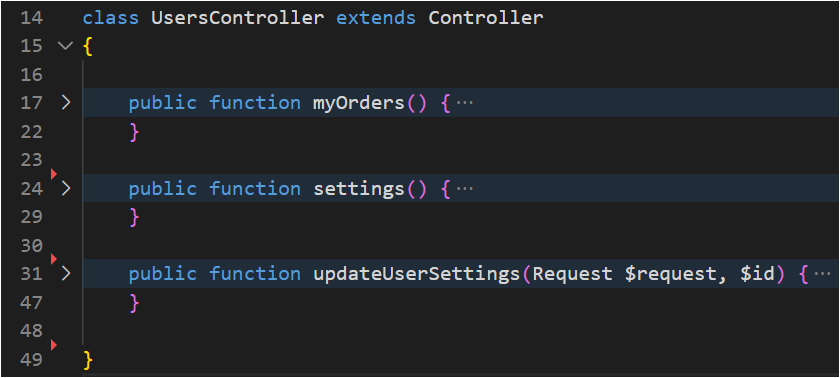 14 class UsersController extends Controller
15 {
16
17 public function myOrders() { ···
22 }
23
24 public function settings() { ···
29 }
30
31 public function updateUserSettings(Request $request, $id) { ···
47 }
48
49 }